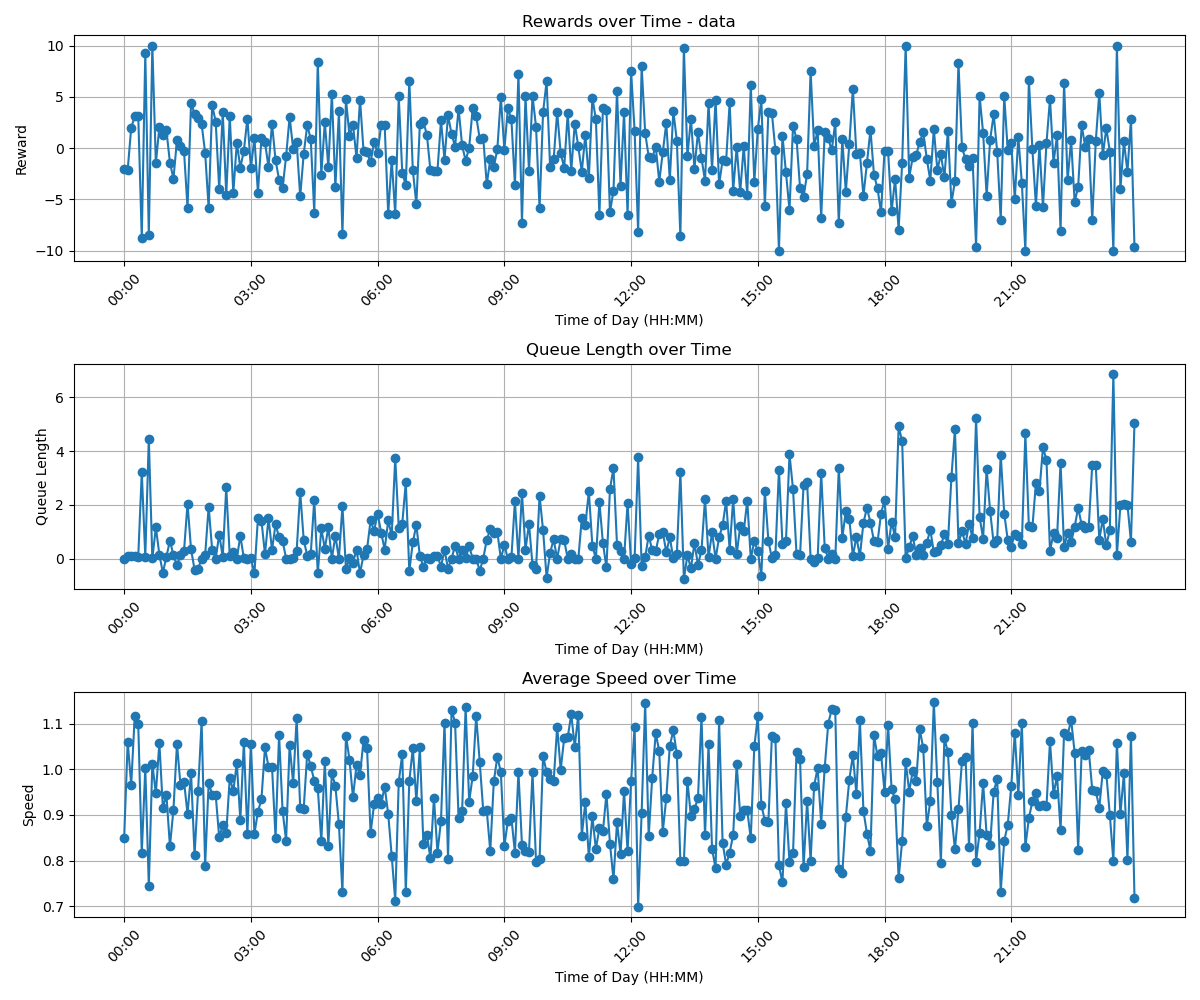 Rewards over Time - data
10
5
0
−5
−10
Reward
00:00 03:00 06:00 09:00 12:00 15:00 18:00 21:00
Time of Day (HH:MM)
Queue Length over Time
6
4
2
0
Queue Length
00:00 03:00 06:00 09:00 12:00 15:00 18:00 21:00
Time of Day (HH:MM)
Average Speed over Time
1.1
1.0
0.9
0.8
0.7
Speed
00:00 03:00 06:00 09:00 12:00 15:00 18:00 21:00
Time of Day (HH:MM)